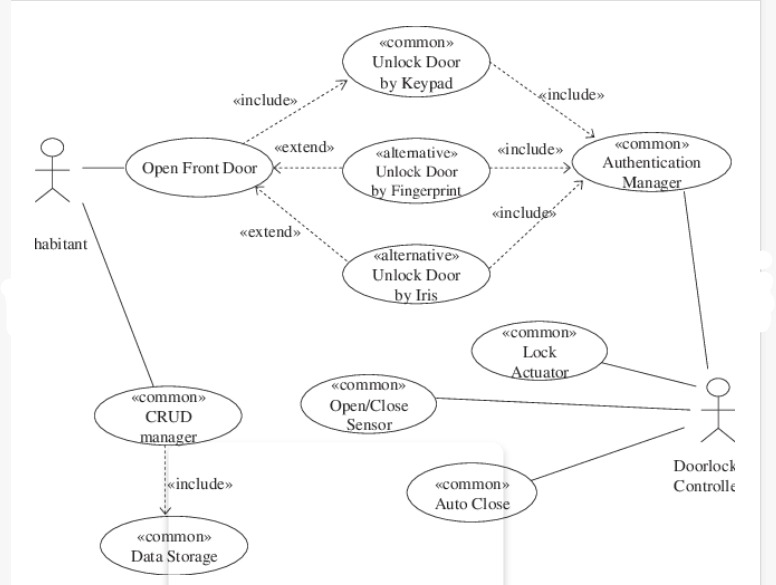 «common»
Unlock Door
by Keypad
«include»
«include»
«extend»
«include»
Open Front Door
«alternative»
Unlock Door
by Fingerprint
«common»
Authentication
Manager
habitant
«extend»
«include»
«alternative»
Unlock Door
by Iris
«common»
Lock
Actuator
«common»
Open/Close
Sensor
«common»
CRUD
manager
Doorlock
Controlle
«include»
«common»
Auto Close
«common»
Data Storage